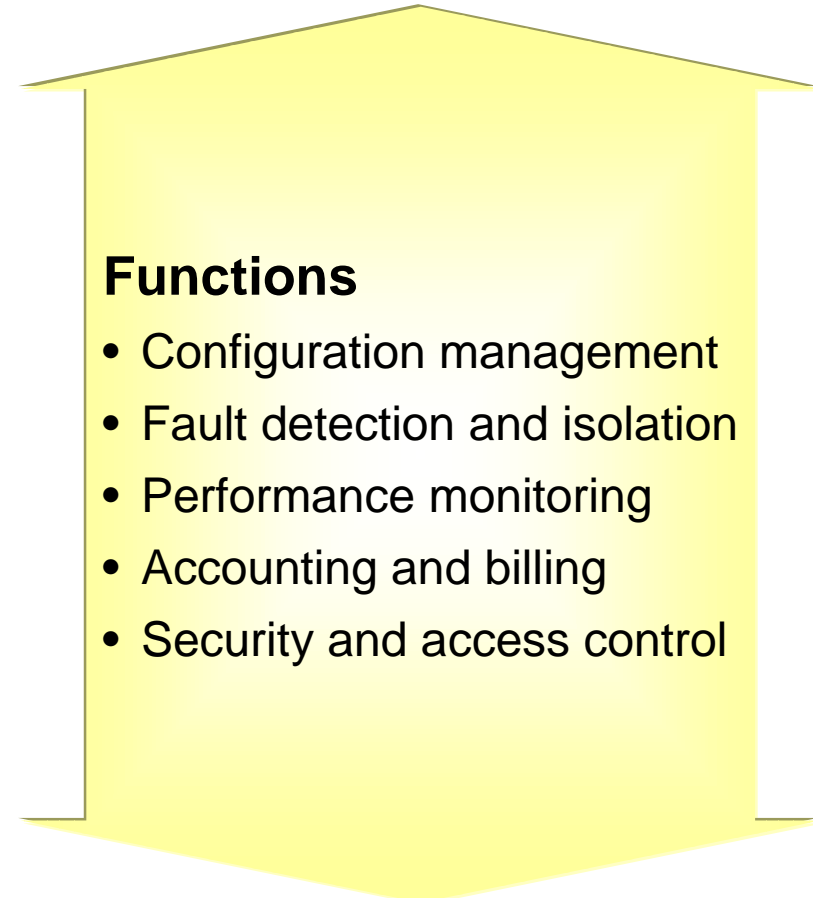 Functions
• Configuration management
• Fault detection and isolation
• Performance monitoring
• Accounting and billing
• Security and access control